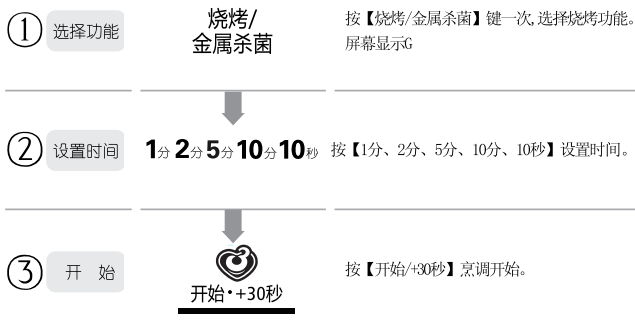 ① 选择功能
烧烤/
金属杀菌
按【烧烤/金属杀菌】键一次,选择烧烤功能。
屏幕显示G
② 设置时间
1分 2分 5分 10分 10秒
按【1分、2分、5分、10分、10秒】设置时间。
③ 开 始
开始·+30秒
按【开始/+30秒】烹调开始。